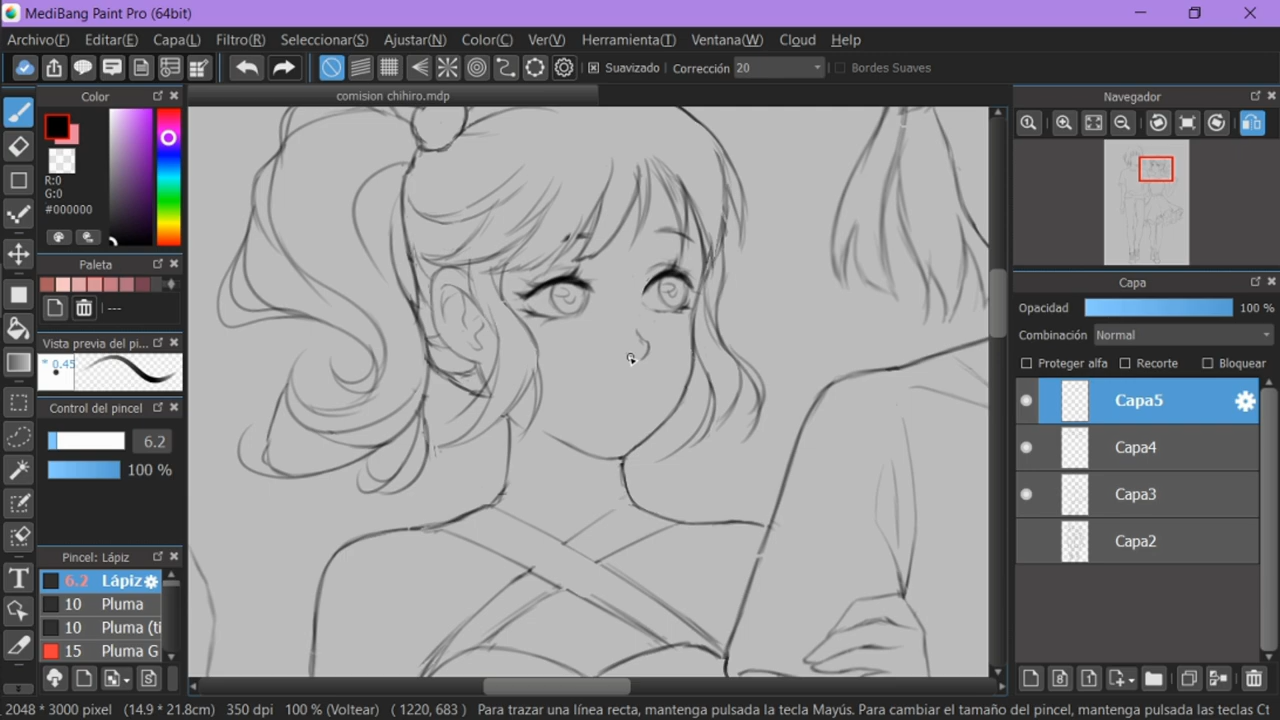 MediBang Paint Pro (64bit)
Archivo(F) Editar(E) Capa(L) Filtro(R) Seleccionar(S) Ajustar(N) Color(C) Ver(V) Herramienta(T) Ventana(W) Cloud Help
Suavizado Corrección 20 Bordes Suaves
Color
comision chihiro.mdp
Navegador
R:0
G:0
#000000
Paleta
---
Vista previa del pi...
* 0.45
Control del pincel
6.2
100 %
Pincel: Lápiz
6.2 Lápiz
10 Pluma
10 Pluma (ti
15 Pluma G
Capa
Opacidad 100 %
Combinación Normal
Proteger alfa Recorte Bloquear
Capa5
Capa4
Capa3
Capa2
2048 * 3000 pixel (14.9 * 21.8cm) 350 dpi 100 % (Voltear) ( 1220, 683 ) Para trazar una línea recta, mantenga pulsada la tecla Mayús. Para cambiar el tamaño del pincel, mantenga pulsadas las teclas Ct